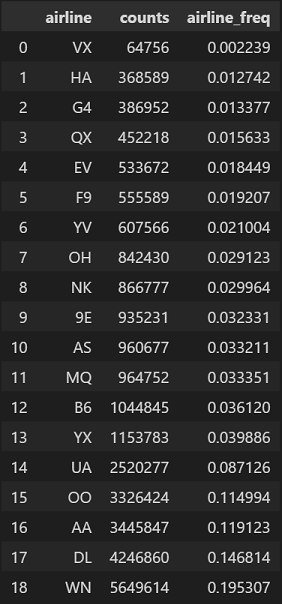 airline counts airline_freq
0 VX 64756 0.002239
1 HA 368589 0.012742
2 G4 386952 0.013377
3 QX 452218 0.015633
4 EV 533672 0.018449
5 F9 555589 0.019207
6 YV 607566 0.021004
7 OH 842430 0.029123
8 NK 866777 0.029964
9 9E 935231 0.032331
10 AS 960677 0.033211
11 MQ 964752 0.033351
12 B6 1044845 0.036120
13 YX 1153783 0.039886
14 UA 2520277 0.087126
15 OO 3326424 0.114994
16 AA 3445847 0.119123
17 DL 4246860 0.146814
18 WN 5649614 0.195307